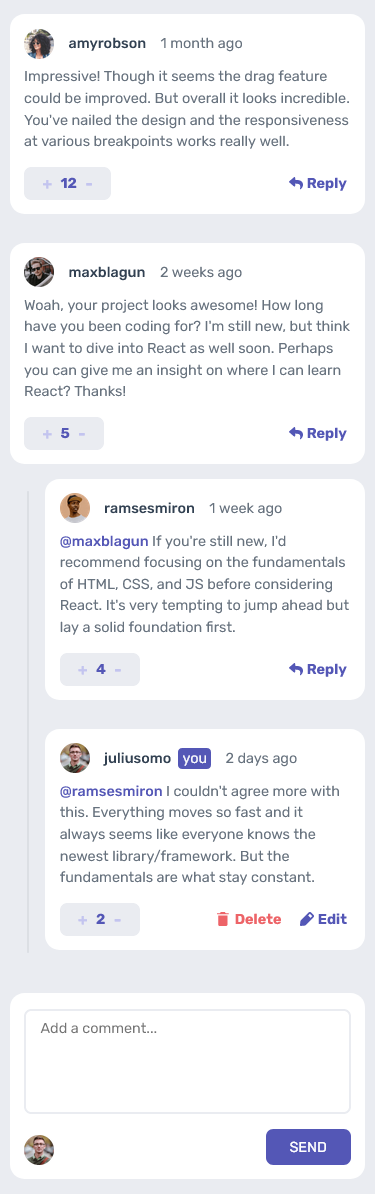 amyrobson 1 month ago
Impressive! Though it seems the drag feature
could be improved. But overall it looks incredible.
You've nailed the design and the responsiveness
at various breakpoints works really well.
+ 12 - Reply
maxblagun 2 weeks ago
Woah, your project looks awesome! How long
have you been coding for? I'm still new, but think
I want to dive into React as well soon. Perhaps
you can give me an insight on where I can learn
React? Thanks!
+ 5 - Reply
ramsesmiron 1 week ago
@maxblagun If you're still new, I'd
recommend focusing on the fundamentals
of HTML, CSS, and JS before considering
React. It's very tempting to jump ahead but
lay a solid foundation first.
+ 4 - Reply
juliusomo you 2 days ago
@ramsesmiron I couldn't agree more with
this. Everything moves so fast and it
always seems like everyone knows the
newest library/framework. But the
fundamentals are what stay constant.
+ 2 - Delete Edit
Add a comment...
SEND